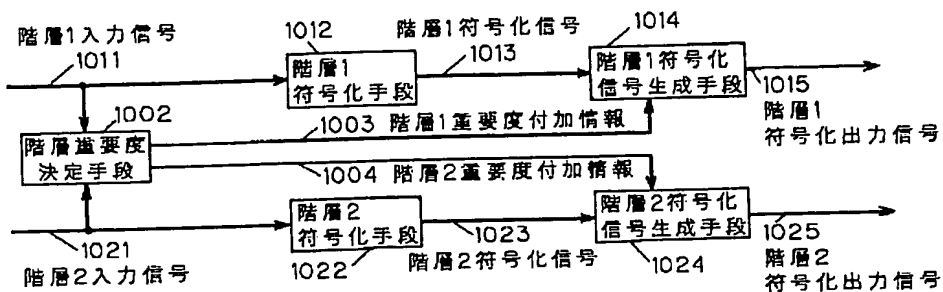 階層1入力信号
1011
1012
階層1
符号化手段
階層1符号化信号
1013
1014
階層1符号化
信号生成手段
1015
階層1
符号化出力信号
1002
階層重要度
決定手段
1003 階層1重要度付加情報
1004 階層2重要度付加情報
1021
階層2入力信号
階層2
符号化手段
1022
1023
階層2符号化信号
階層2符号化
信号生成手段
1024
1025
階層2
符号化出力信号